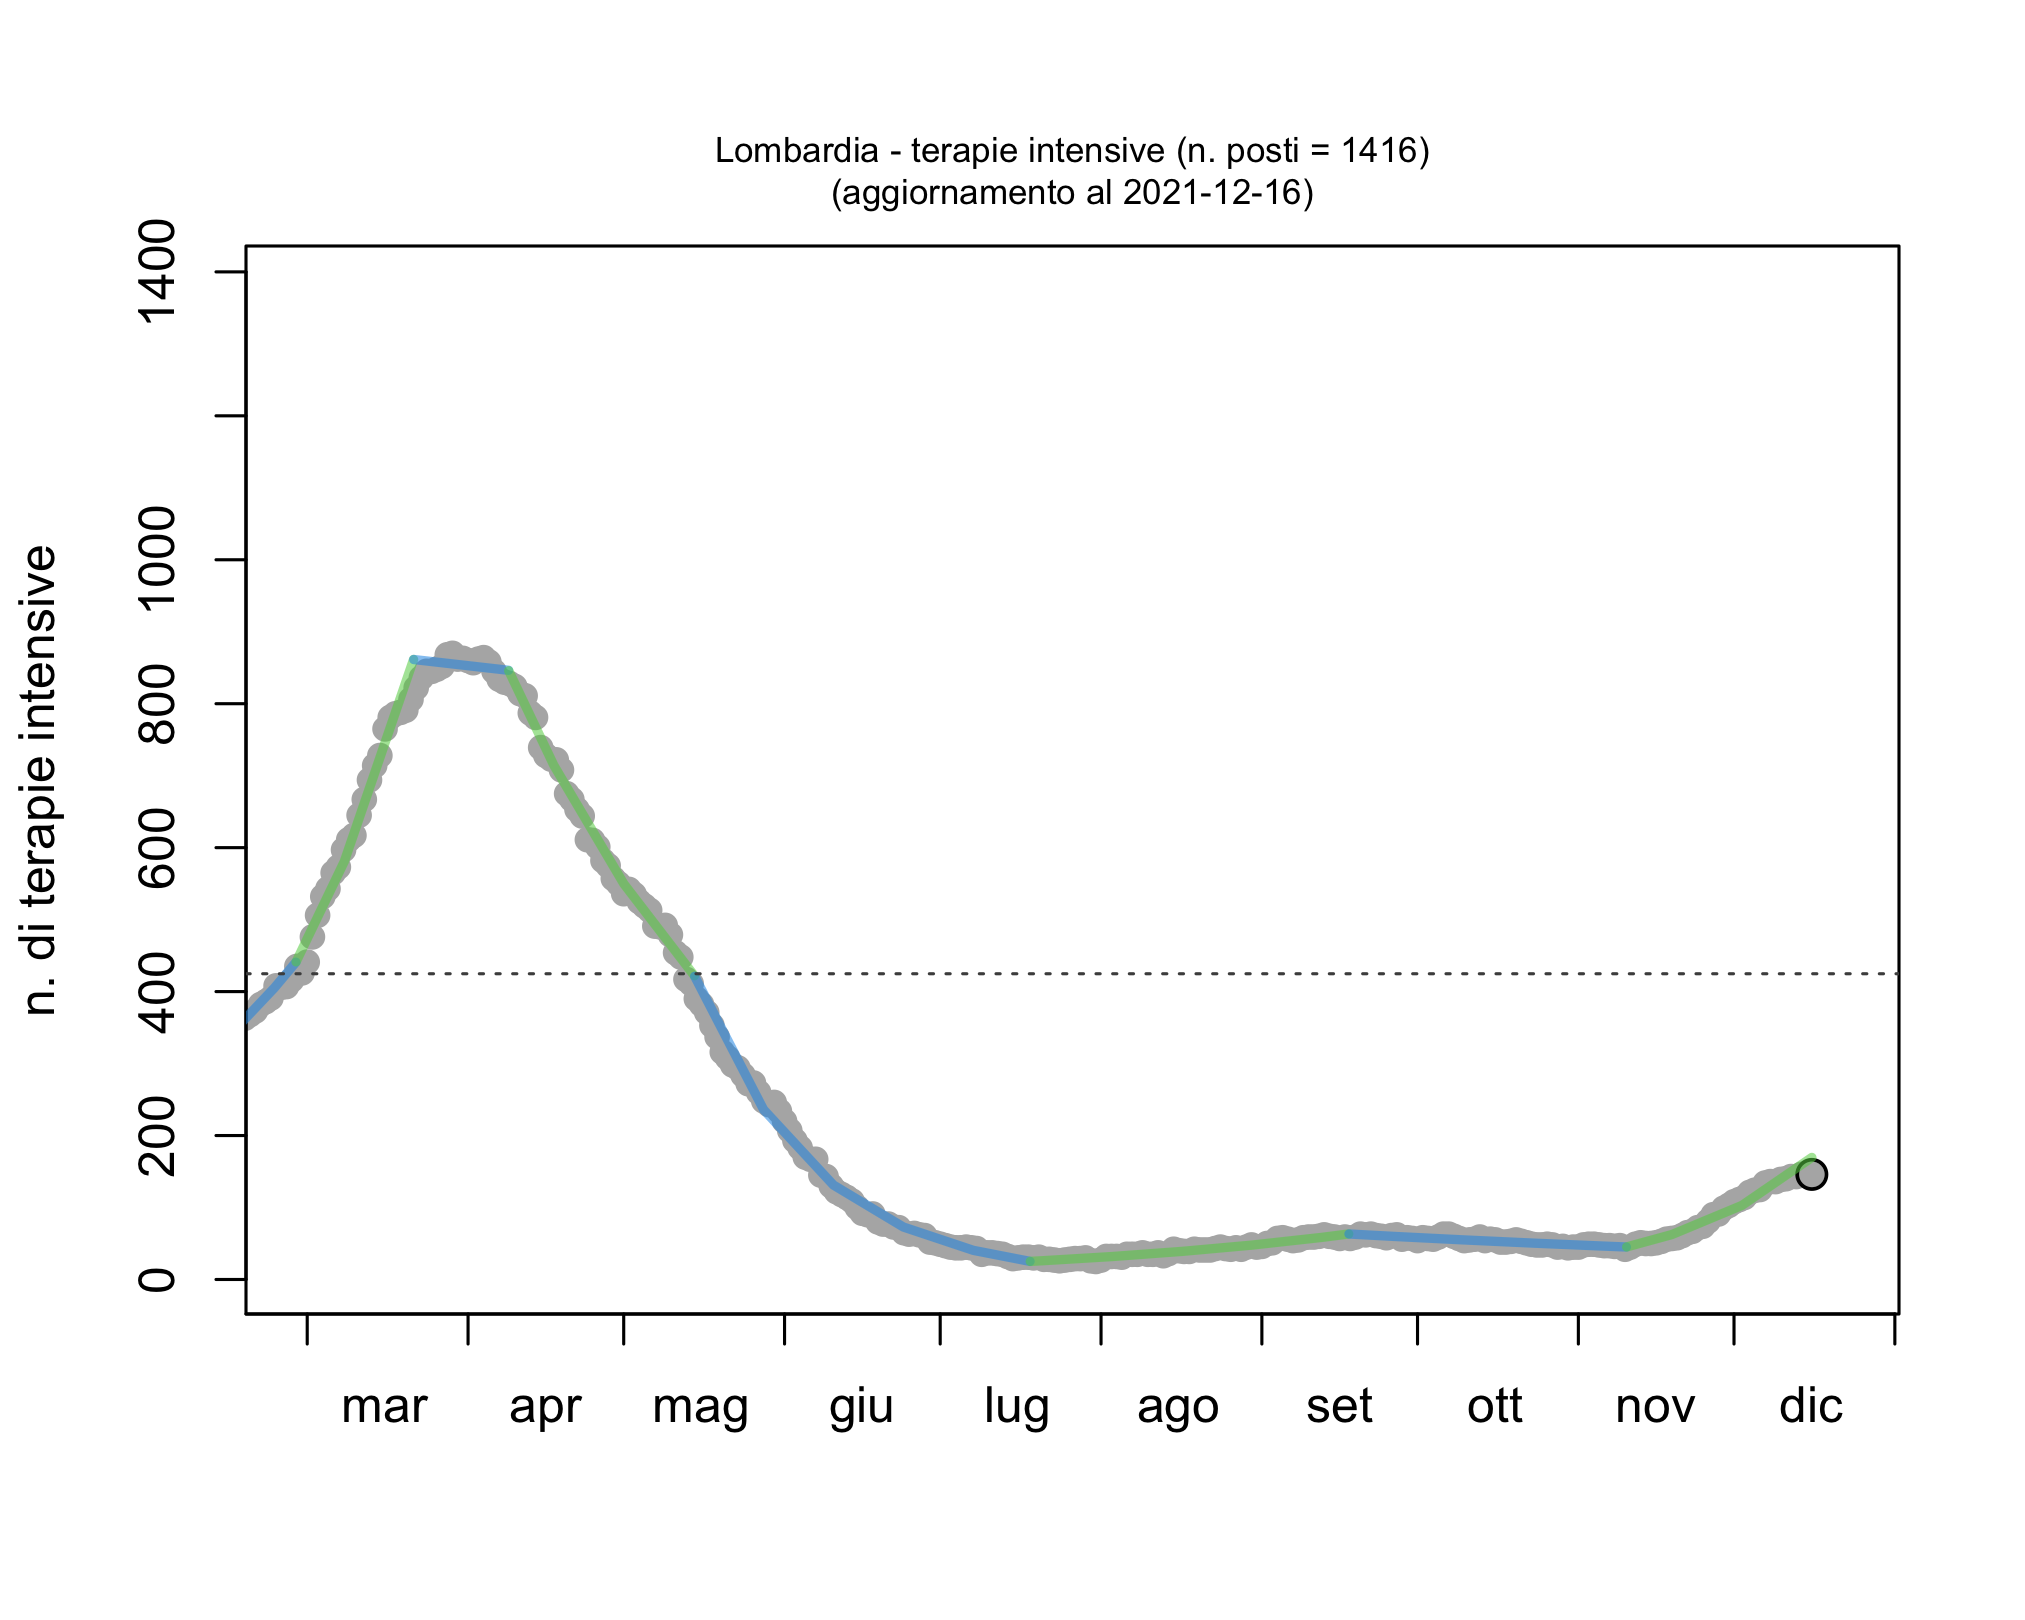 Lombardia - terapie intensive (n. posti = 1416)
(aggiornamento al 2021-12-16)
n. di terapie intensive
1400
1000
800
600
400
200
0
mar apr mag giu lug ago set ott nov dic